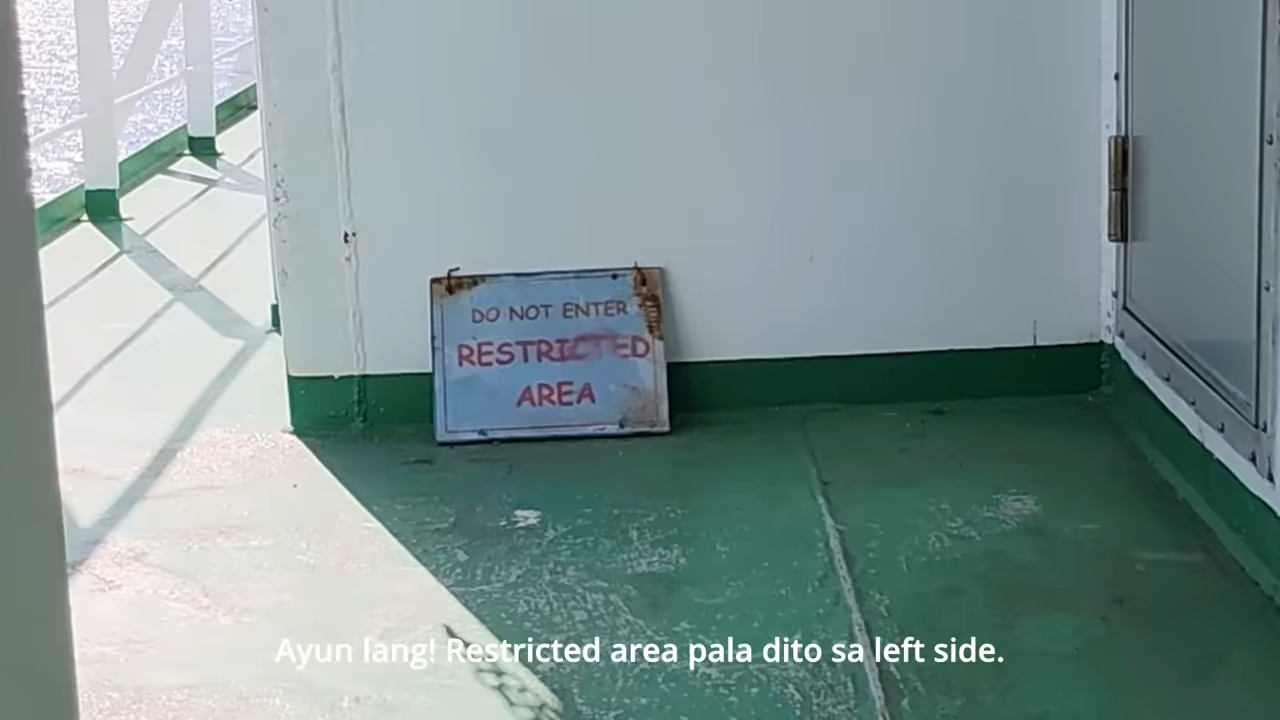 DO NOT ENTER
RESTRICTED
AREA
Ayun lang! Restricted area pala dito sa left side.